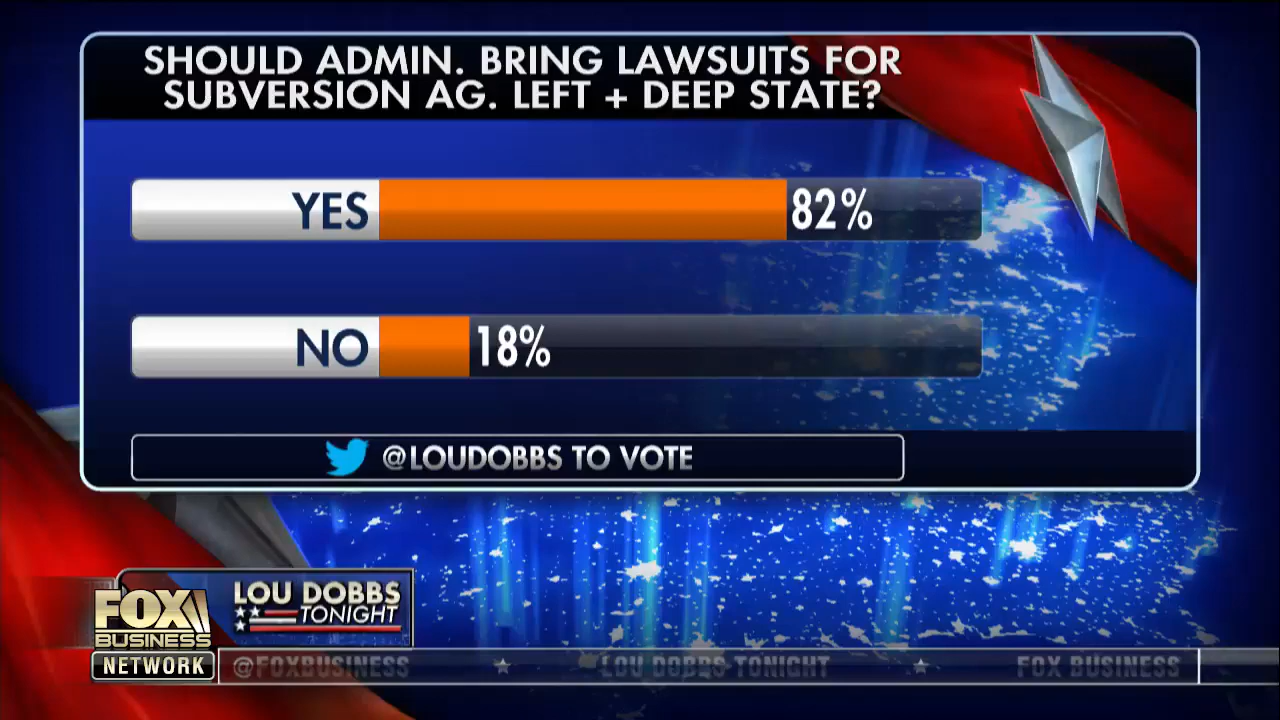 SHOULD ADMIN. BRING LAWSUITS FOR
SUBVERSION AG. LEFT + DEEP STATE?
YES 82%
NO 18%
@LOUDOBBS TO VOTE
LOU DOBBS
TONIGHT
FOX
BUSINESS
NETWORK
@FOXBUSINESS LOU DOBBS TONIGHT FOX BUSINESS